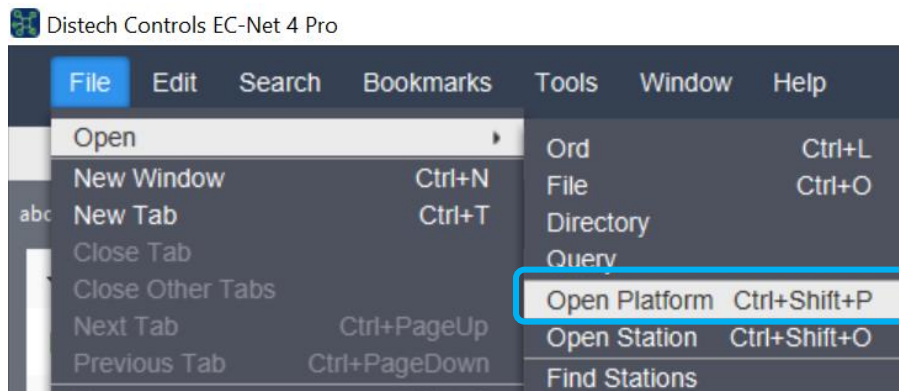 Distech Controls EC-Net 4 Pro
File Edit Search Bookmarks Tools Window Help
Open
New Window Ctrl+N
New Tab Ctrl+T
Close Tab
Close Other Tabs
Next Tab Ctrl+PageUp
Previous Tab Ctrl+PageDown
Ord Ctrl+L
File Ctrl+O
Directory
Query
Open Platform Ctrl+Shift+P
Open Station Ctrl+Shift+O
Find Stations